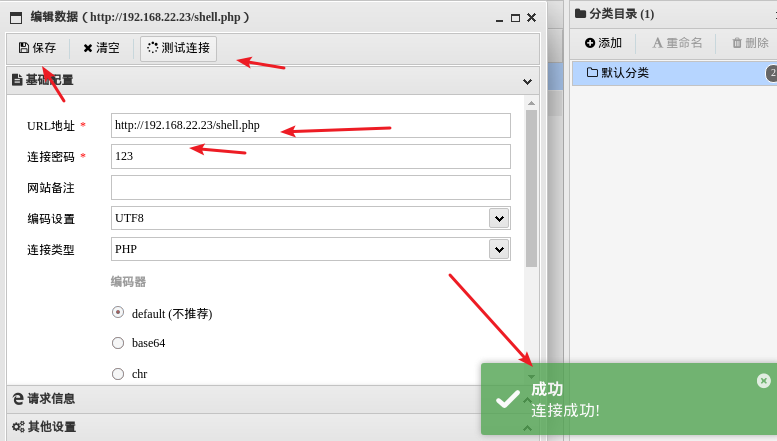 编辑数据（http://192.168.22.23/shell.php）
保存 清空 测试连接
基础配置
URL地址 * http://192.168.22.23/shell.php
连接密码 * 123
网站备注
编码设置 UTF8
连接类型 PHP
编码器
default (不推荐)
base64
chr
请求信息
其他设置
分类目录 (1)
添加 重命名 删除
默认分类 2
成功
连接成功!